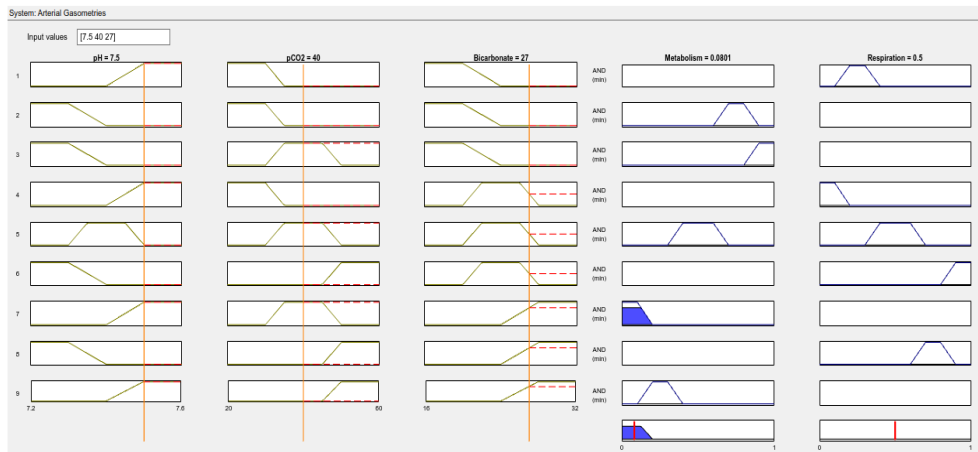 System: Arterial Gasometries
Input values [7.5 40 27]
pH = 7.5 pCO2 = 40 Bicarbonate = 27 Metabolism = 0.0801 Respiration = 0.5
1 AND
(min)
2 AND
(min)
3 AND
(min)
4 AND
(min)
5 AND
(min)
6 AND
(min)
7 AND
(min)
8 AND
(min)
9 AND
(min)
7.2 7.6 20 60 16 32
0 1 0 1